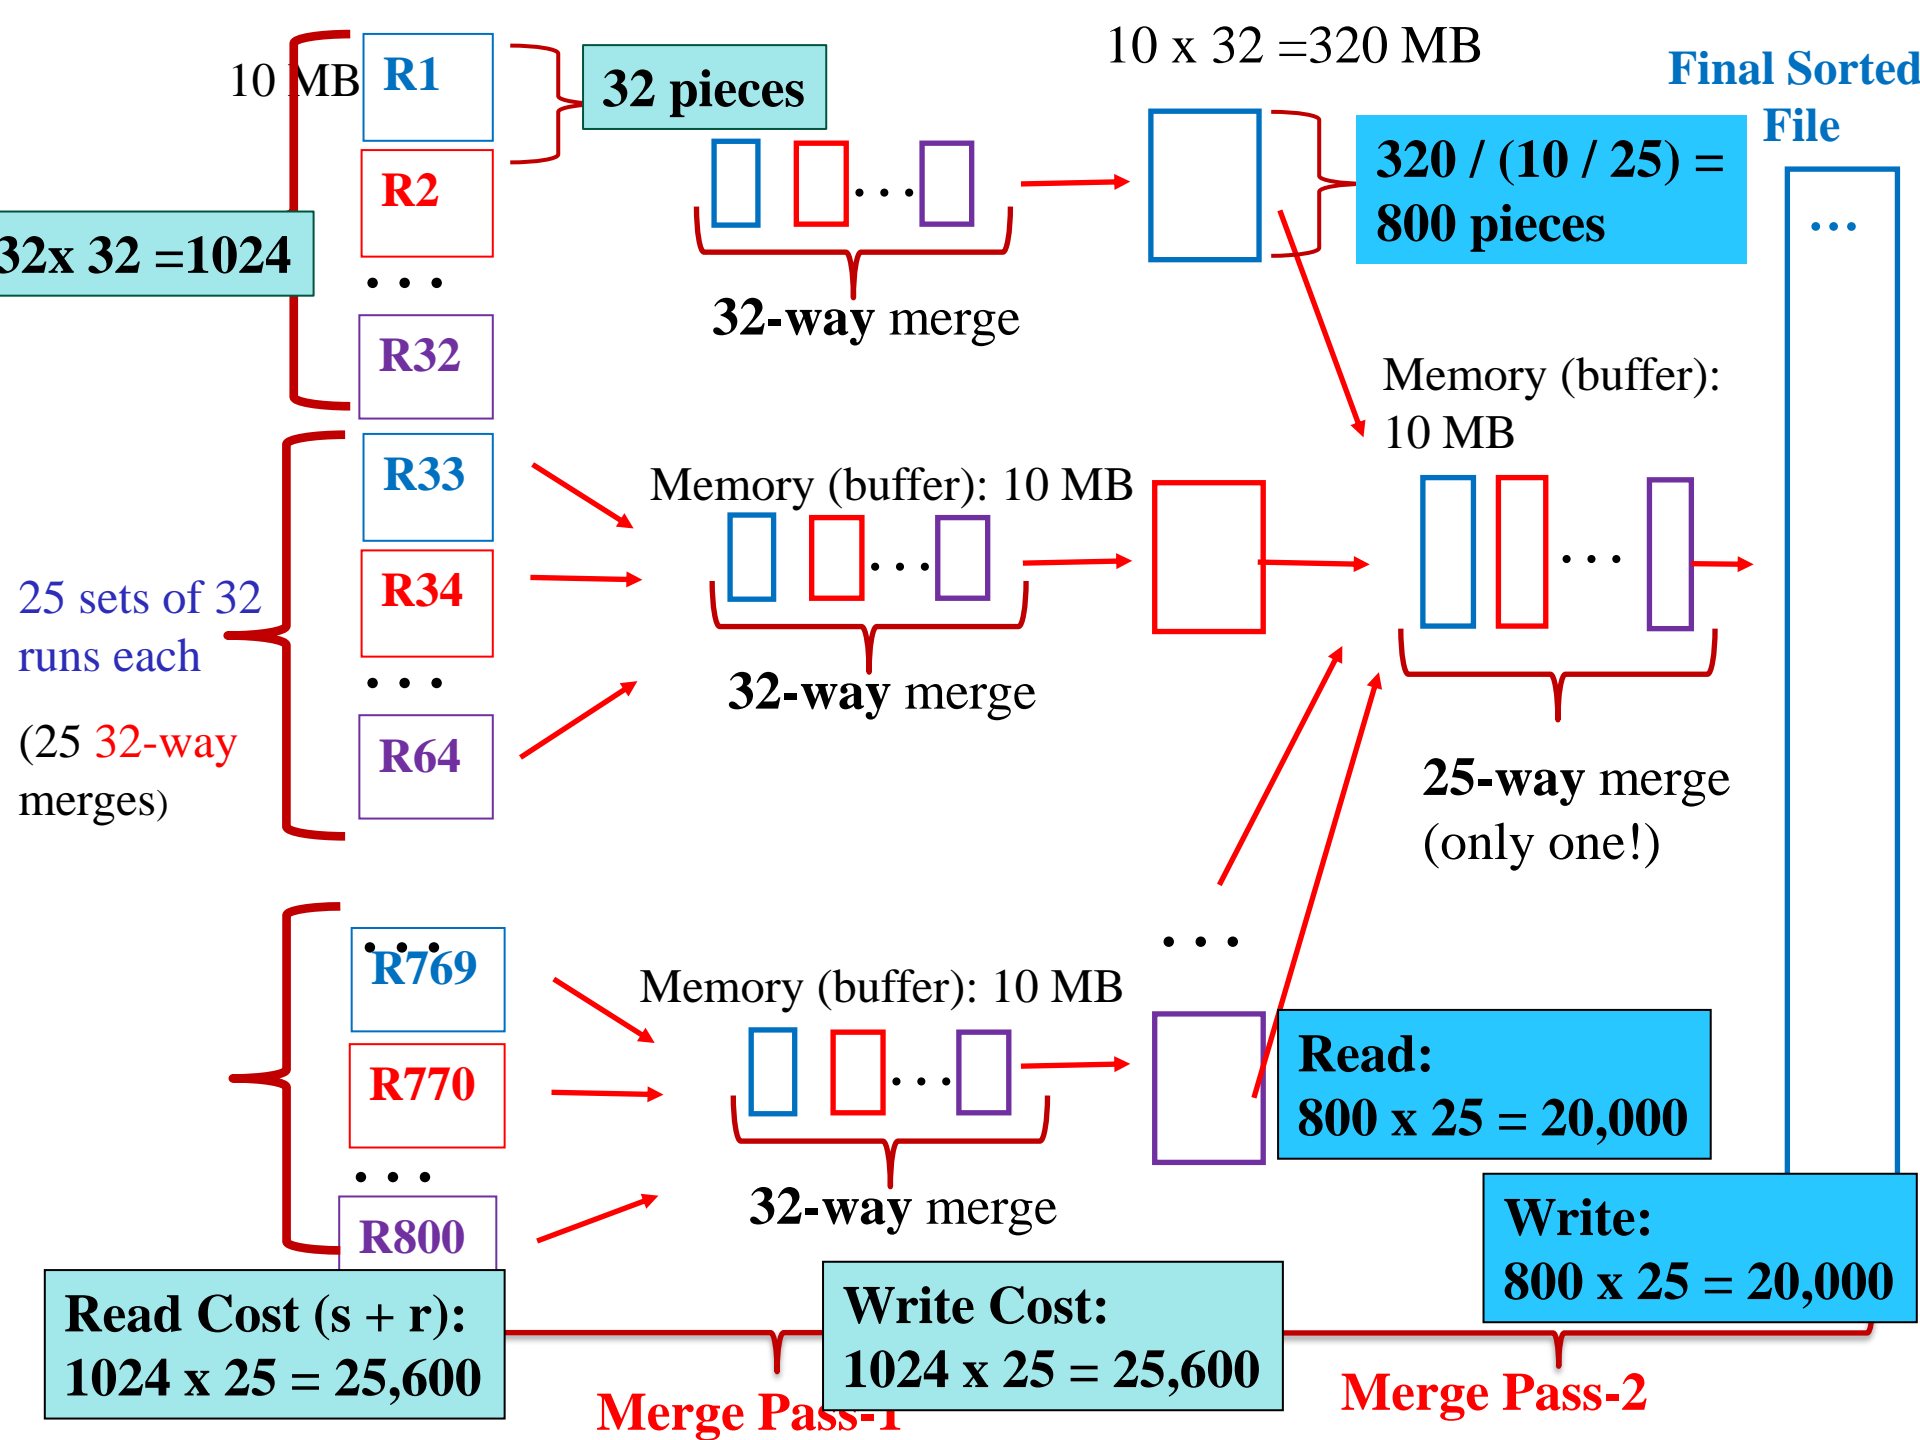 10 MB
R1
32 pieces
10 x 32 =320 MB
Final Sorted
File
R2
320 / (10 / 25) =
800 pieces
...
32x 32 =1024
...
...
32-way merge
R32
Memory (buffer):
10 MB
R33
Memory (buffer): 10 MB
R34
...
...
25 sets of 32
runs each
...
32-way merge
(25 32-way
merges)
R64
25-way merge
(only one!)
...
R769
...
Memory (buffer): 10 MB
R770
...
...
32-way merge
R800
Read:
800 x 25 = 20,000
Write:
800 x 25 = 20,000
Read Cost (s + r):
1024 x 25 = 25,600
Write Cost:
1024 x 25 = 25,600
Merge Pass-1
Merge Pass-2